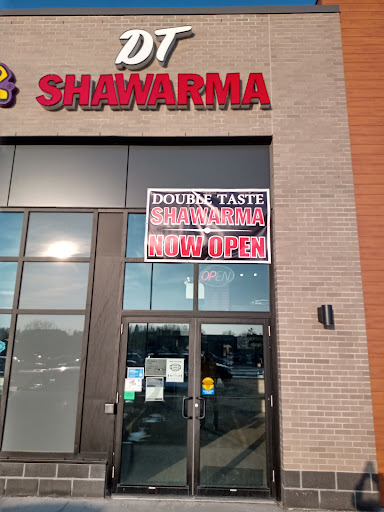 DT
SHAWARMA
DOUBLE TASTE
SHAWARMA
NOW OPEN
OPEN